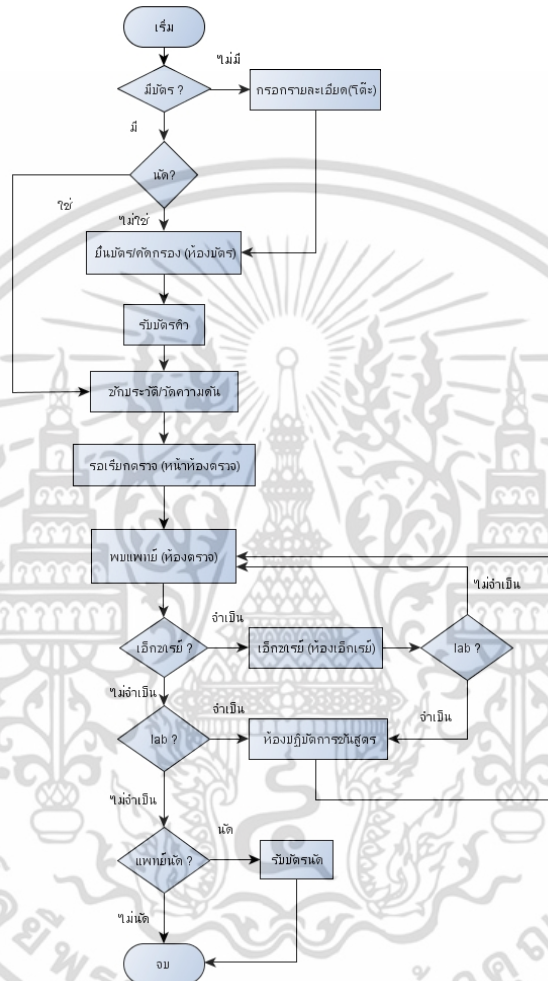 เริ่ม
ไม่มี
มีบัตร ?
กรอกรายละเอียด(โต๊ะ)
มี
นัด?
ใช่
ไม่ใช่
ยื่นบัตร/คัดกรอง (ห้องบัตร)
รับบัตรคิว
ซักประวัติ/วัดความดัน
รอเรียกตรวจ (หน้าห้องตรวจ)
พบแพทย์ (ห้องตรวจ)
ไม่จำเป็น
จำเป็น
เอ็กซเรย์ ?
เอ็กซเรย์ (ห้องเอ็กเรย์)
lab ?
ไม่จำเป็น
จำเป็น
จำเป็น
lab ?
ห้องปฏิบัติการชันสูตร
ไม่จำเป็น
นัด
แพทย์นัด ?
รับบัตรนัด
ไม่นัด
จบ